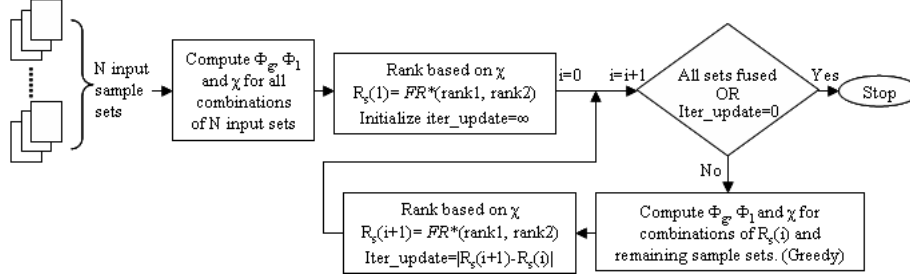 N input
sample
sets
Compute Φg, Φl
and χ for all
combinations
of N input sets
Rank based on χ
Rs(1)= FR*(rank1, rank2)
Initialize iter_update=∞
i=0
i=i+1
All sets fused
OR
Iter_update=0
Yes
Stop
No
Compute Φg, Φl and χ for
combinations of Rs(i) and
remaining sample sets. (Greedy)
Rank based on χ
Rs(i+1)= FR*(rank1, rank2)
Iter_update=|Rs(i+1)-Rs(i)|